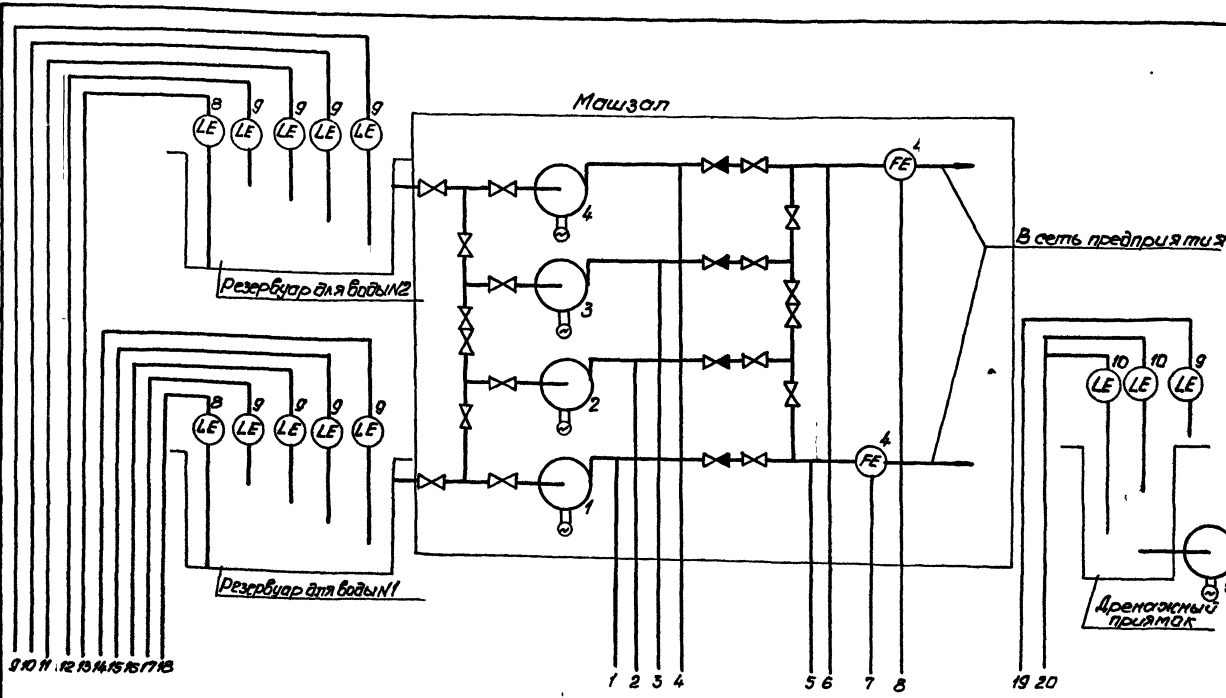 Машзал
8 9 9 9 9
LE LE LE LE LE
4
FE
4
В сеть предприятия
3
Резервуар для воды N2
10 10 9
LE LE LE
8 9 9 9 9
LE LE LE LE LE
2
4
FE
1
Резервуар для воды N1
Дренажный
приямок
9 10 11 12 13 14 15 16 17 18
1 2 3 4 5 6 7 8
19 20